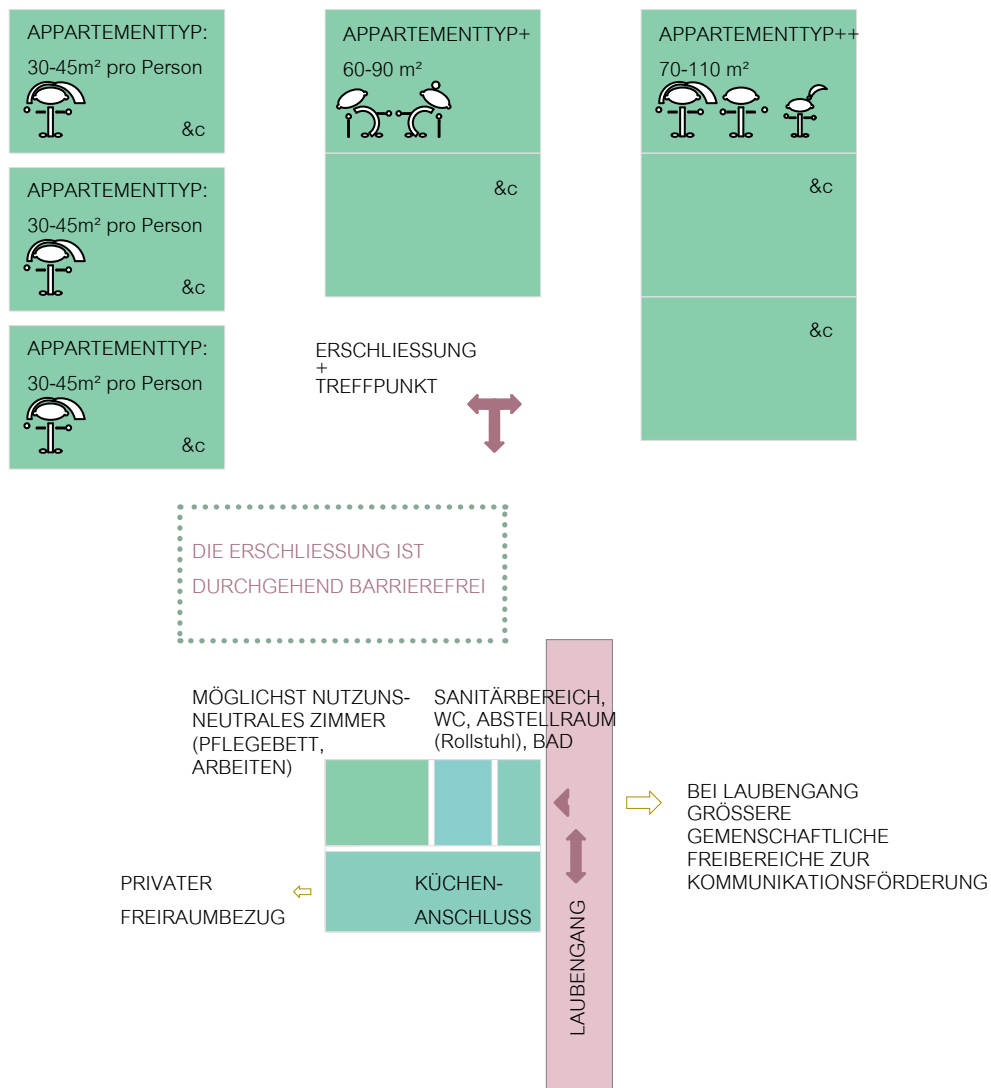 APPARTEMENTTYP:
30-45m² pro Person
&c
APPARTEMENTTYP:
30-45m² pro Person
&c
APPARTEMENTTYP:
30-45m² pro Person
&c
APPARTEMENTTYP+
60-90 m²
&c
APPARTEMENTTYP++
70-110 m²
&c
&c
ERSCHLIESSUNG
+
TREFFPUNKT
DIE ERSCHLIESSUNG IST
DURCHGEHEND BARRIEREFREI
MÖGLICHST NUTZUNS-
NEUTRALES ZIMMER
(PFLEGEBETT,
ARBEITEN)
SANITÄRBEREICH,
WC, ABSTELLRAUM
(Rollstuhl), BAD
PRIVATER
FREIRAUMBEZUG
KÜCHEN-
ANSCHLUSS
LAUBENGANG
BEI LAUBENGANG
GRÖSSERE
GEMENSCHAFTLICHE
FREIBEREICHE ZUR
KOMMUNIKATIONSFÖRDERUNG